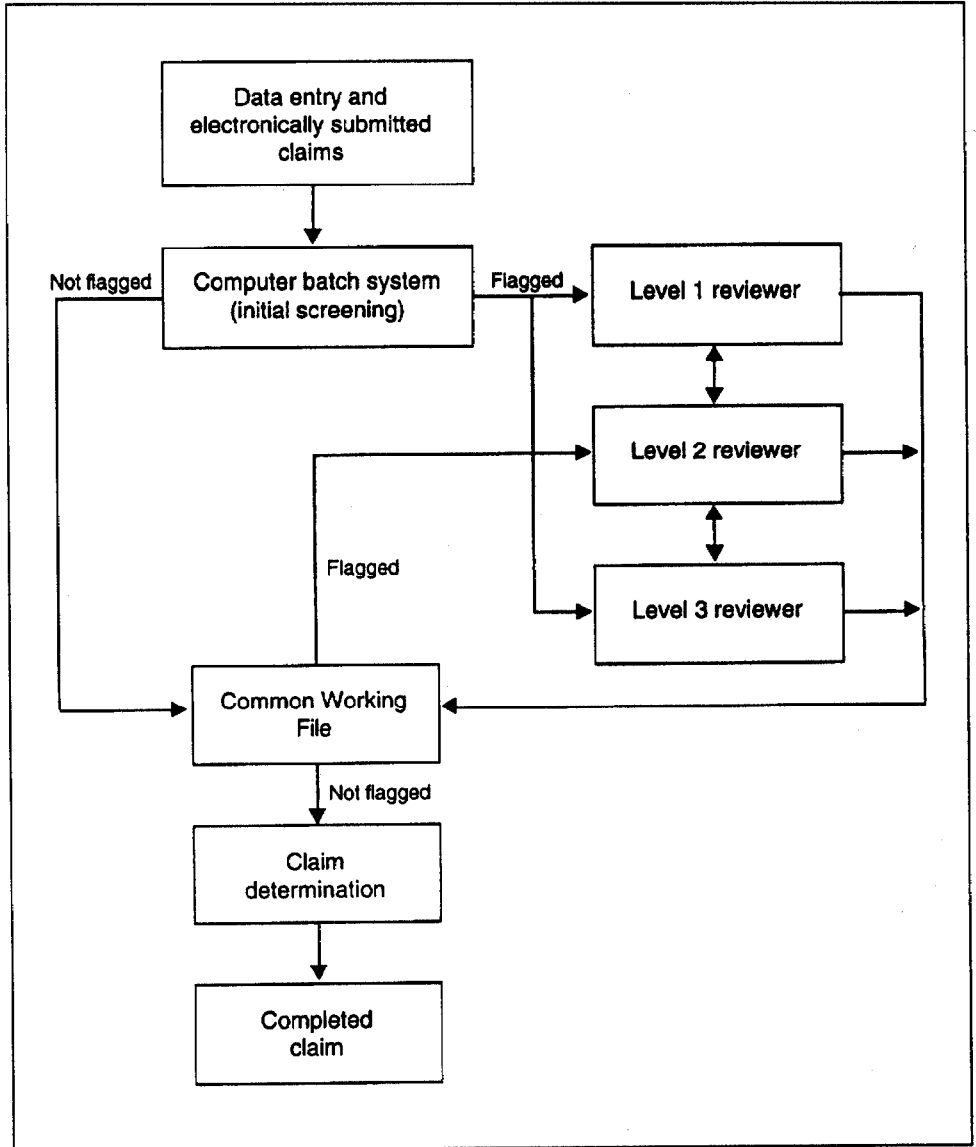 Data entry and
electronically submitted
claims
Not flagged
Computer batch system
(initial screening)
Flagged
Level 1 reviewer
Level 2 reviewer
Flagged
Level 3 reviewer
Common Working
File
Not flagged
Claim
determination
Completed
claim